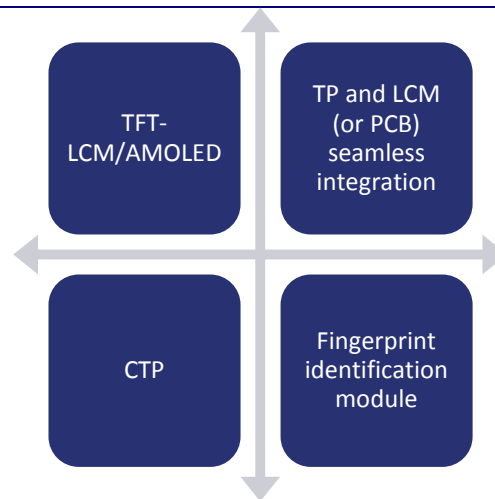 TFT-
LCM/AMOLED
TP and LCM
(or PCB)
seamless
integration
CTP
Fingerprint
identification
module